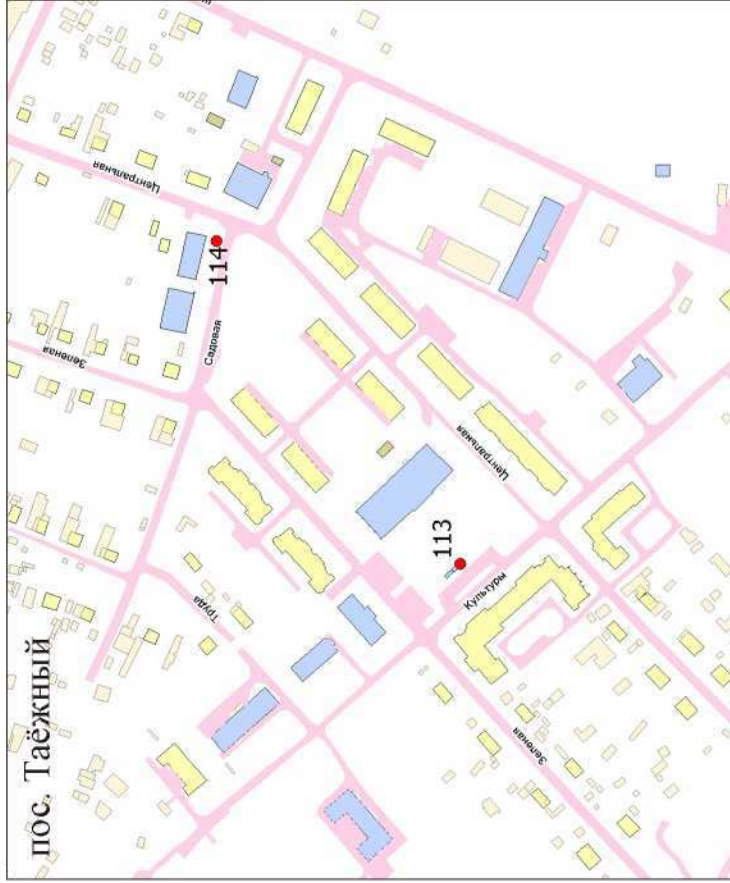 пос. Таёжный
Центральная
114
Зеленая
Садовая
Центральная
113
Культуры
Труда
Зеленая